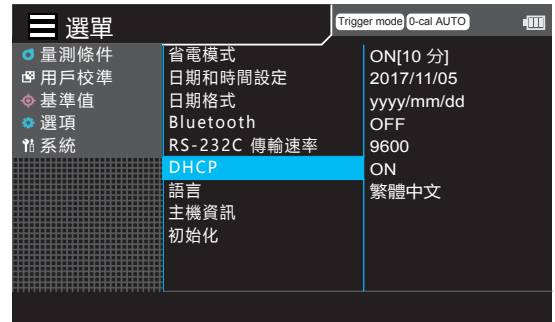 選單
Trigger mode 0-cal AUTO
量測條件
用戶校準
基準值
選項
系統
省電模式 ON[10 分]
日期和時間設定 2017/11/05
日期格式 yyyy/mm/dd
Bluetooth OFF
RS-232C 傳輸速率 9600
DHCP ON
語言 繁體中文
主機資訊
初始化